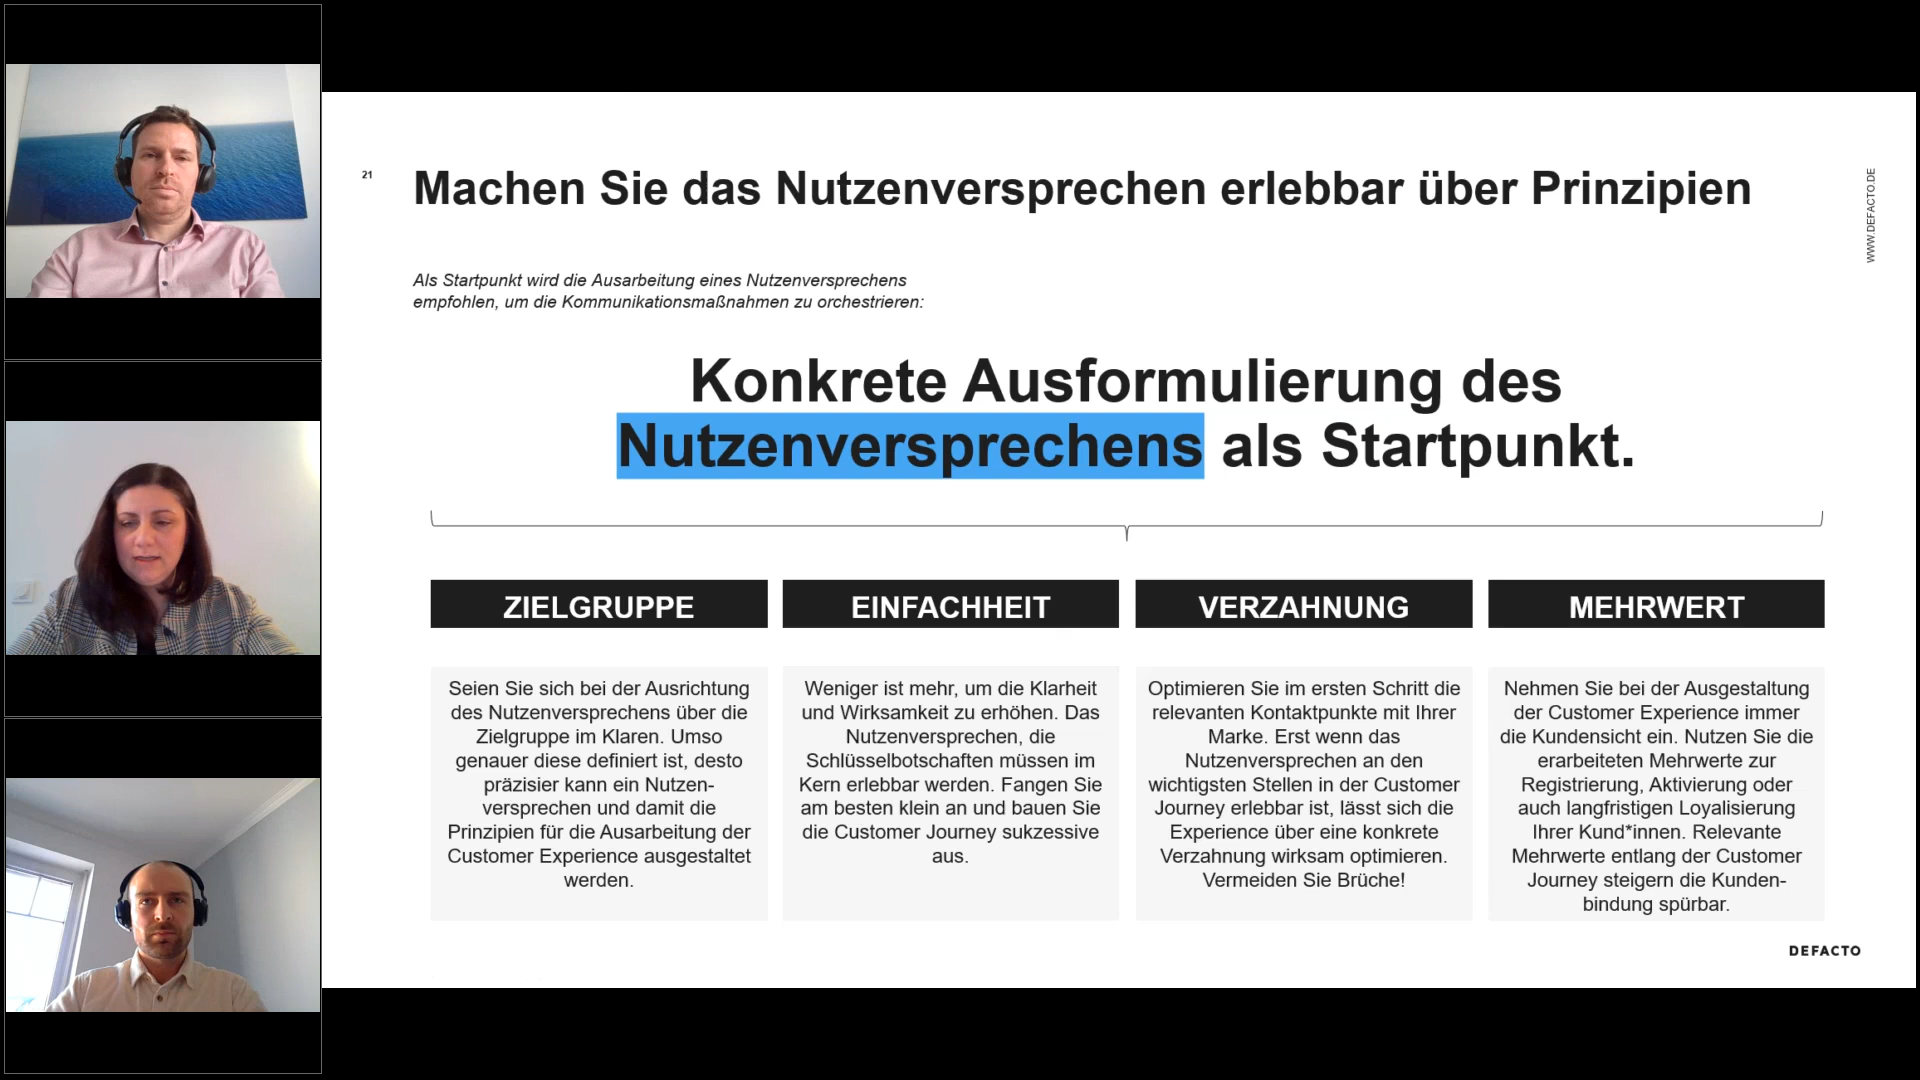 21
Machen Sie das Nutzenversprechen erlebbar über Prinzipien
WWW.DEFACTO.DE
Als Startpunkt wird die Ausarbeitung eines Nutzenversprechens
empfohlen, um die Kommunikationsmaßnahmen zu orchestrieren:
Konkrete Ausformulierung des
Nutzenversprechens als Startpunkt.
ZIELGRUPPE
Seien Sie sich bei der Ausrichtung
des Nutzenversprechens über die
Zielgruppe im Klaren. Umso
genauer diese definiert ist, desto
präzisier kann ein Nutzen-
versprechen und damit die
Prinzipien für die Ausarbeitung der
Customer Experience ausgestaltet
werden.
EINFACHHEIT
Weniger ist mehr, um die Klarheit
und Wirksamkeit zu erhöhen. Das
Nutzenversprechen, die
Schlüsselbotschaften müssen im
Kern erlebbar werden. Fangen Sie
am besten klein an und bauen Sie
die Customer Journey sukzessive
aus.
VERZAHNUNG
Optimieren Sie im ersten Schritt die
relevanten Kontaktpunkte mit Ihrer
Marke. Erst wenn das
Nutzenversprechen an den
wichtigsten Stellen in der Customer
Journey erlebbar ist, lässt sich die
Experience über eine konkrete
Verzahnung wirksam optimieren.
Vermeiden Sie Brüche!
MEHRWERT
Nehmen Sie bei der Ausgestaltung
der Customer Experience immer
die Kundensicht ein. Nutzen Sie die
erarbeiteten Mehrwerte zur
Registrierung, Aktivierung oder
auch langfristigen Loyalisierung
Ihrer Kund*innen. Relevante
Mehrwerte entlang der Customer
Journey steigern die Kunden-
bindung spürbar.
DEFACTO